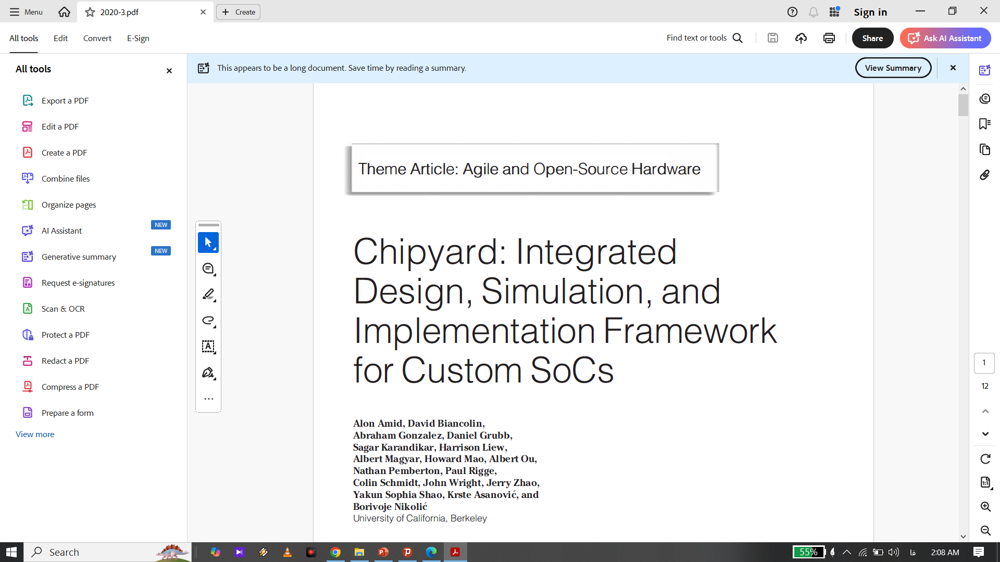 Menu
2020-3.pdf
Create
Sign in
All tools
Edit
Convert
E-Sign
Find text or tools
Share
Ask AI Assistant
All tools
This appears to be a long document. Save time by reading a summary.
View Summary
Export a PDF
Edit a PDF
Create a PDF
Combine files
Organize pages
AI Assistant
NEW
Generative summary
NEW
Request e-signatures
Scan & OCR
Protect a PDF
Redact a PDF
Compress a PDF
Prepare a form
View more
Theme Article: Agile and Open-Source Hardware
Chipyard: Integrated
Design, Simulation, and
Implementation Framework
for Custom SoCs
Alon Amid, David Biancolin,
Abraham Gonzalez, Daniel Grubb,
Sagar Karandikar, Harrison Liew,
Albert Magyar, Howard Mao, Albert Ou,
Nathan Pemberton, Paul Rigge,
Colin Schmidt, John Wright, Jerry Zhao,
Yakun Sophia Shao, Krste Asanović, and
Borivoje Nikolić
University of California, Berkeley
1
12
1:1
Search
55%
فا
2:08 AM